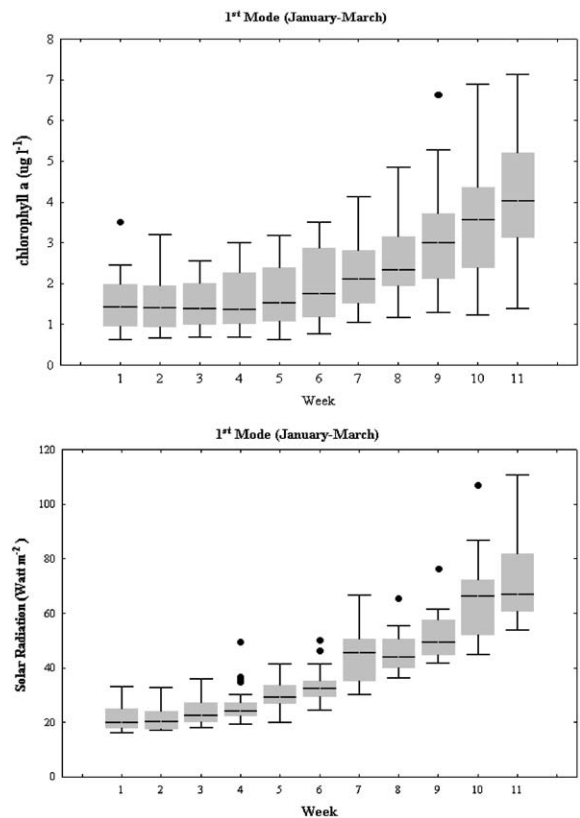 1st Mode (January-March)
8
7
6
5
4
3
2
1
0
chlorophyll a (ug l-1)
1 2 3 4 5 6 7 8 9 10 11
Week
1st Mode (January-March)
120
100
80
60
40
20
0
Solar Radiation (Watt m-2)
1 2 3 4 5 6 7 8 9 10 11
Week